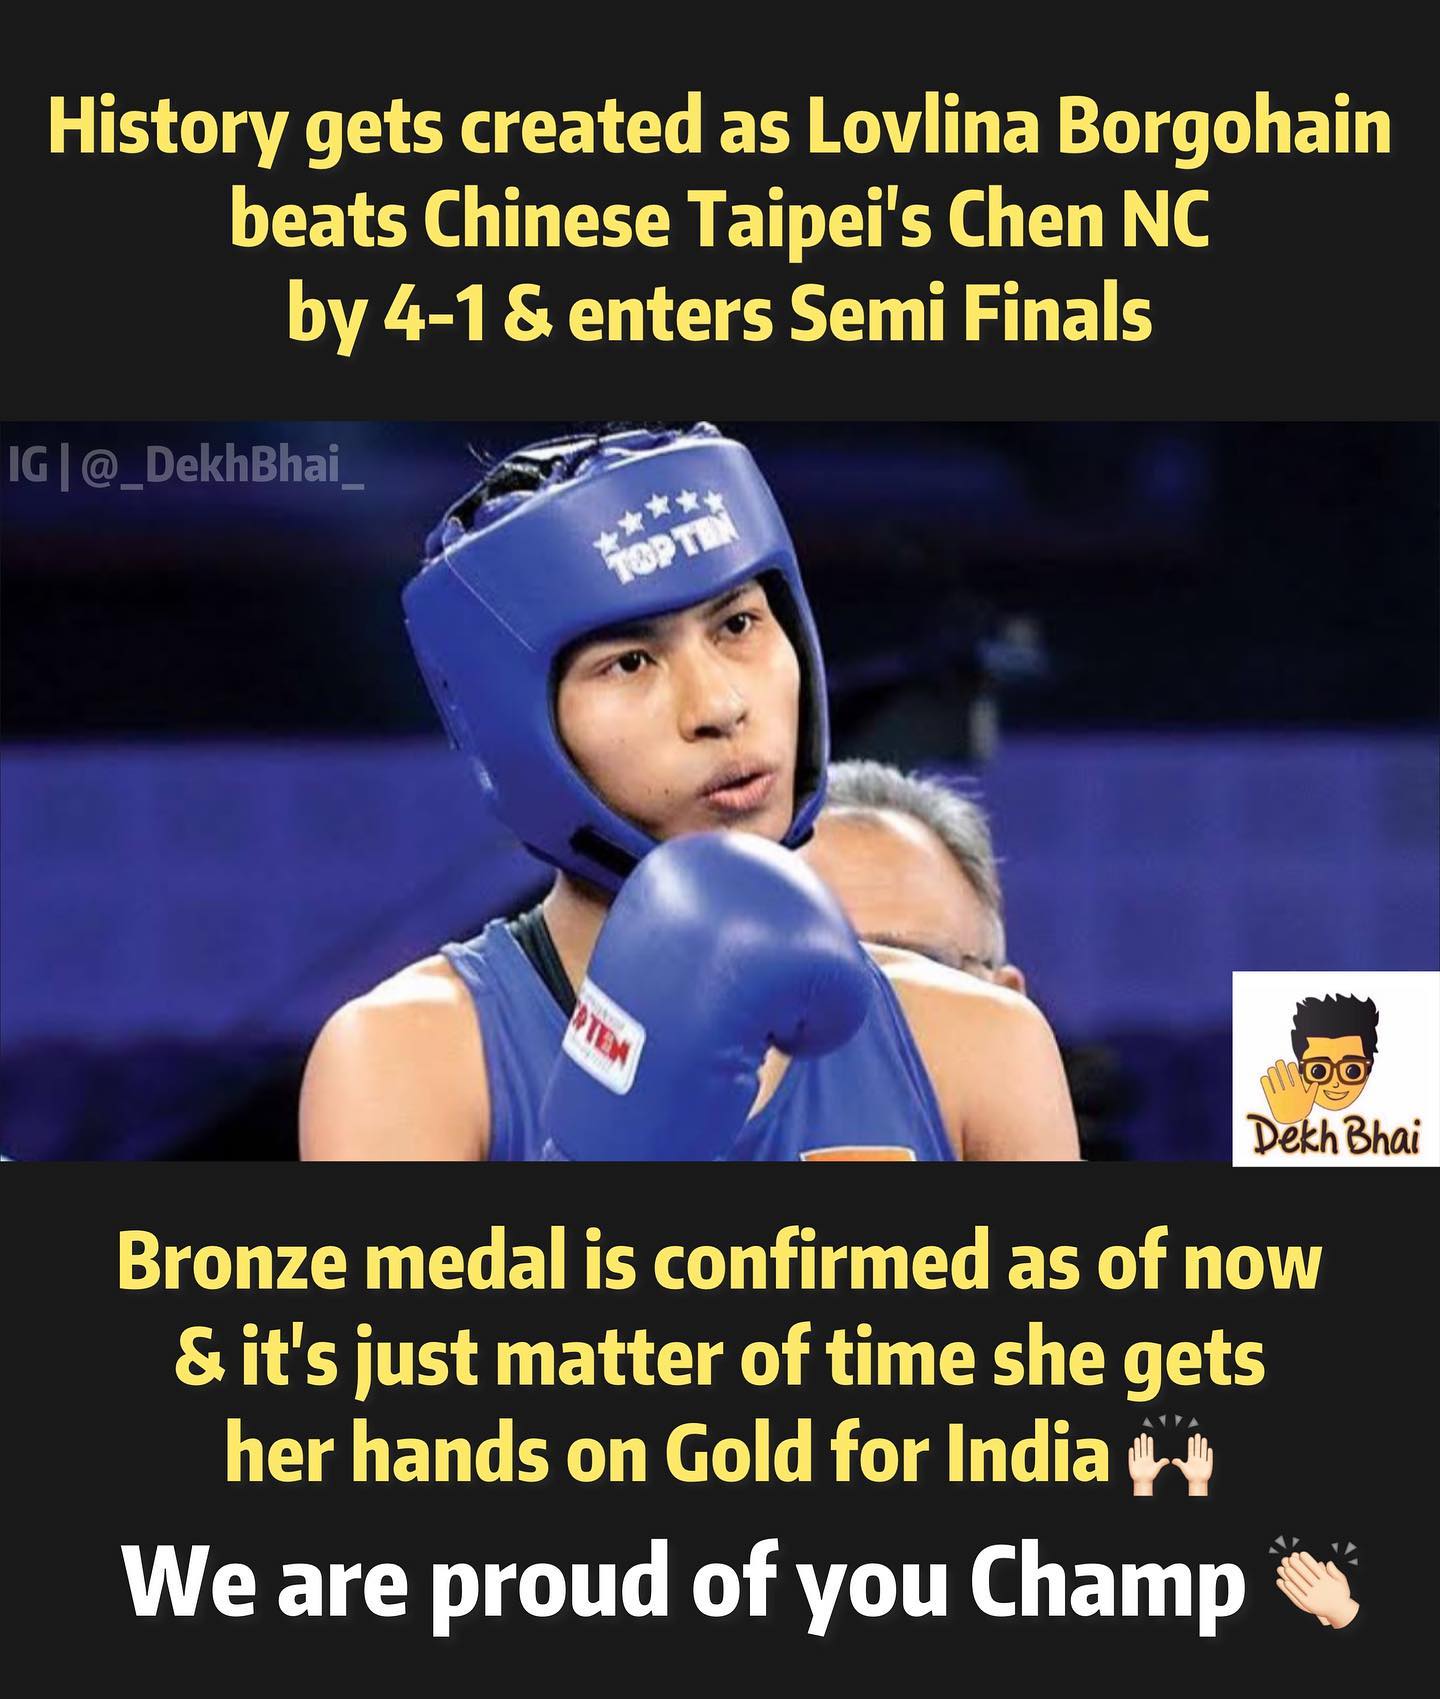 History gets created as Lovlina Borgohain
beats Chinese Taipei's Chen NC
by 4-1 & enters Semi Finals
IG | @_DekhBhai_
TOP TEN
TEN
Dekh Bhai
Bronze medal is confirmed as of now
& it's just matter of time she gets
her hands on Gold for India 🙌🏻
We are proud of you Champ 👏🏻